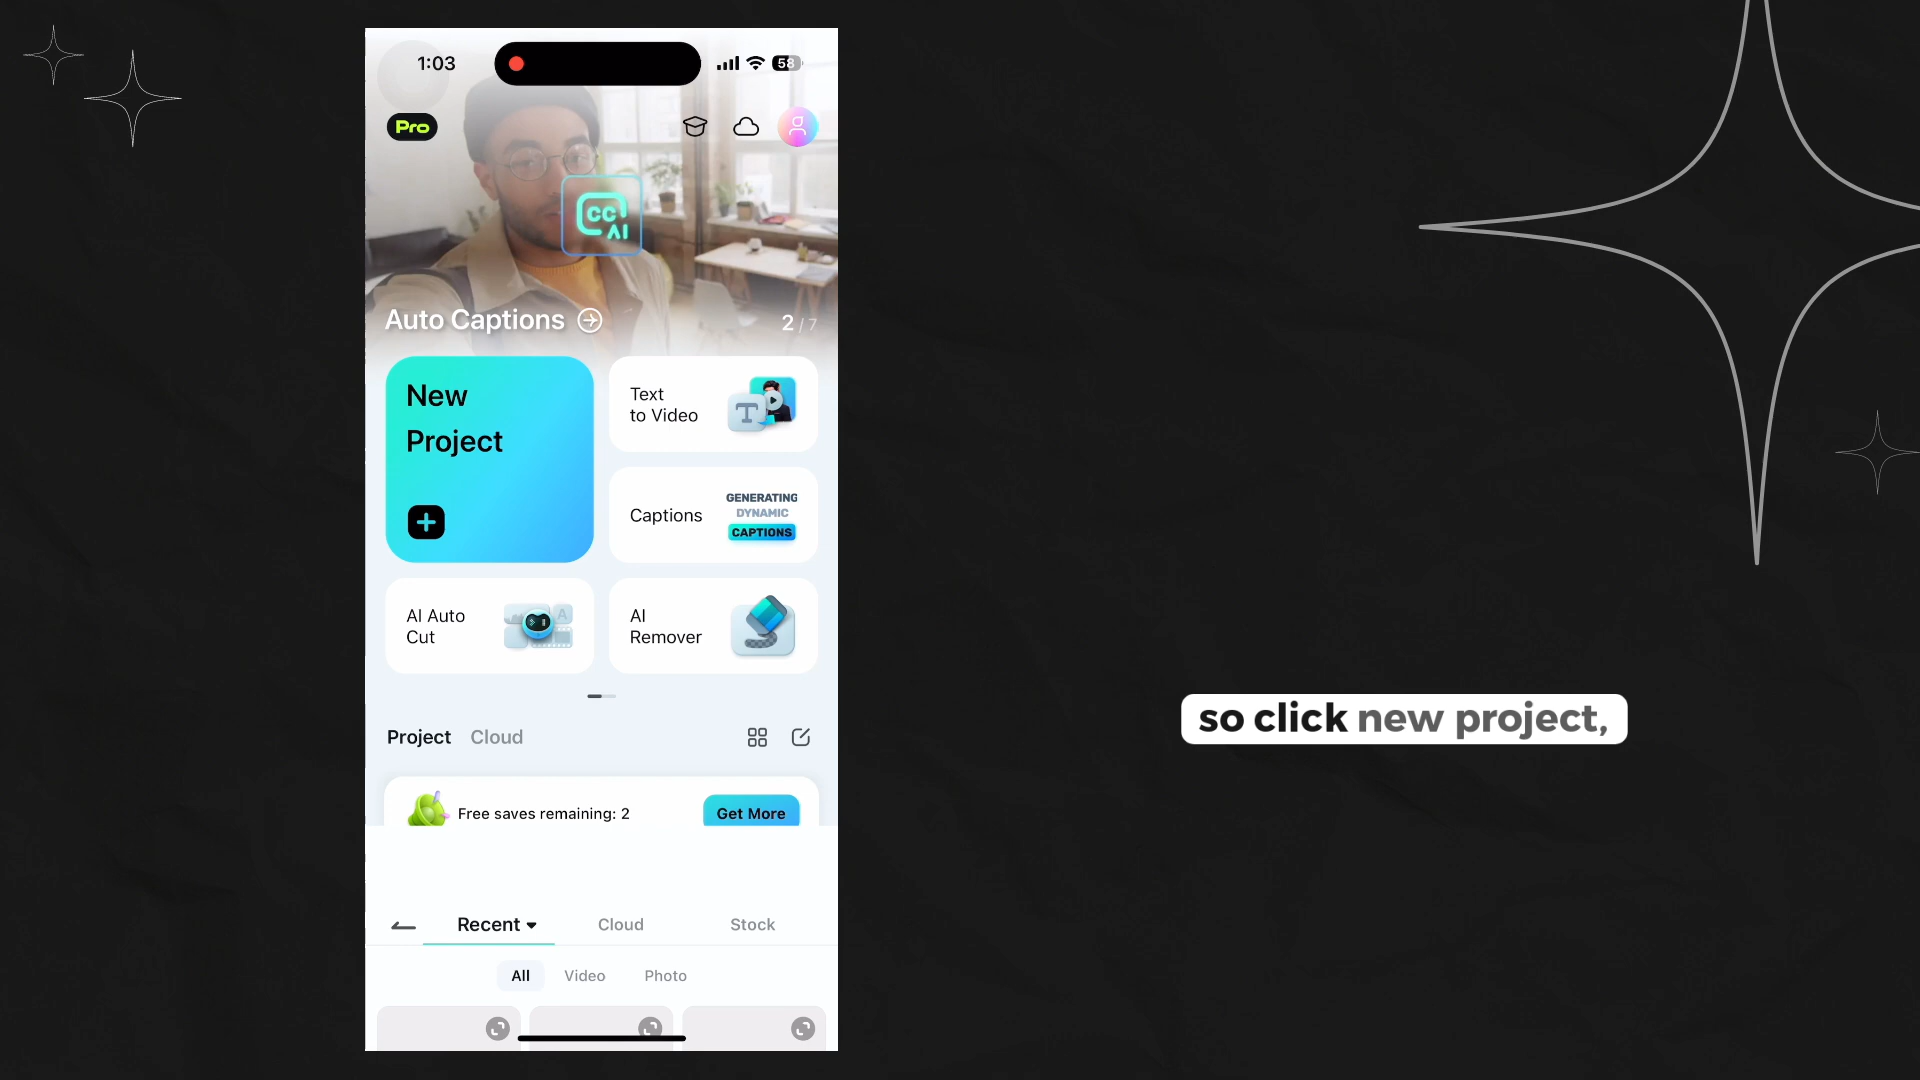 1:03
58
Pro
CC
AI
Auto Captions
2 / 7
New
Project
Text
to Video
T
Captions
GENERATING
DYNAMIC
CAPTIONS
AI Auto
Cut
A
AI
Remover
Project Cloud
Free saves remaining: 2
Get More
Recent Cloud Stock
All Video Photo
so click new project,